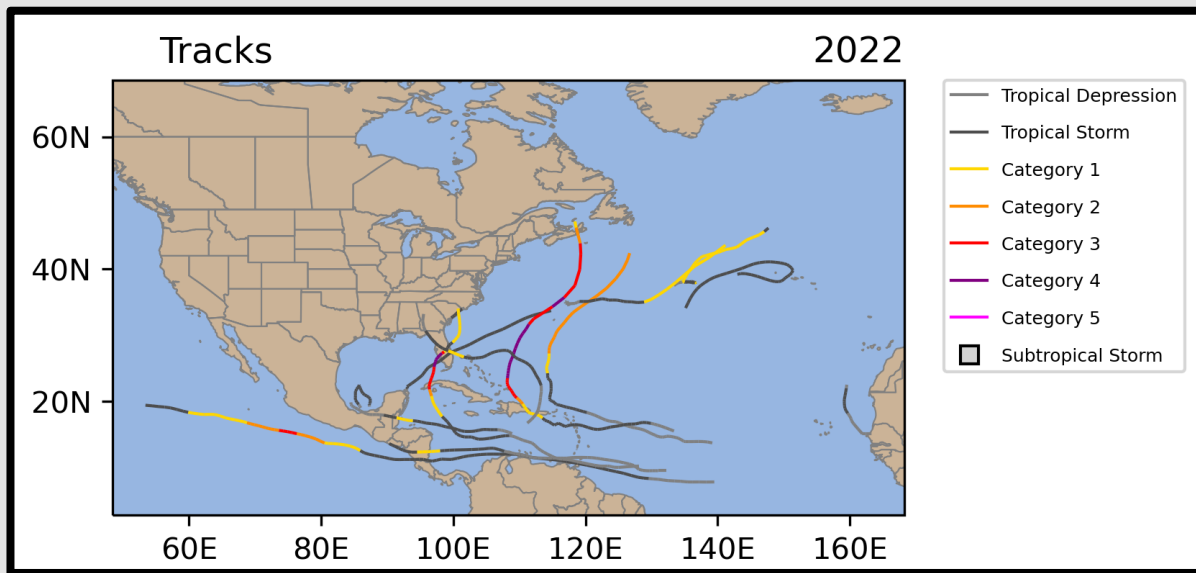 Tracks 2022
60N
40N
20N
60E 80E 100E 120E 140E 160E
Tropical Depression
Tropical Storm
Category 1
Category 2
Category 3
Category 4
Category 5
Subtropical Storm